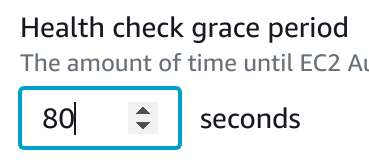 Health check grace period
The amount of time until EC2
80 seconds